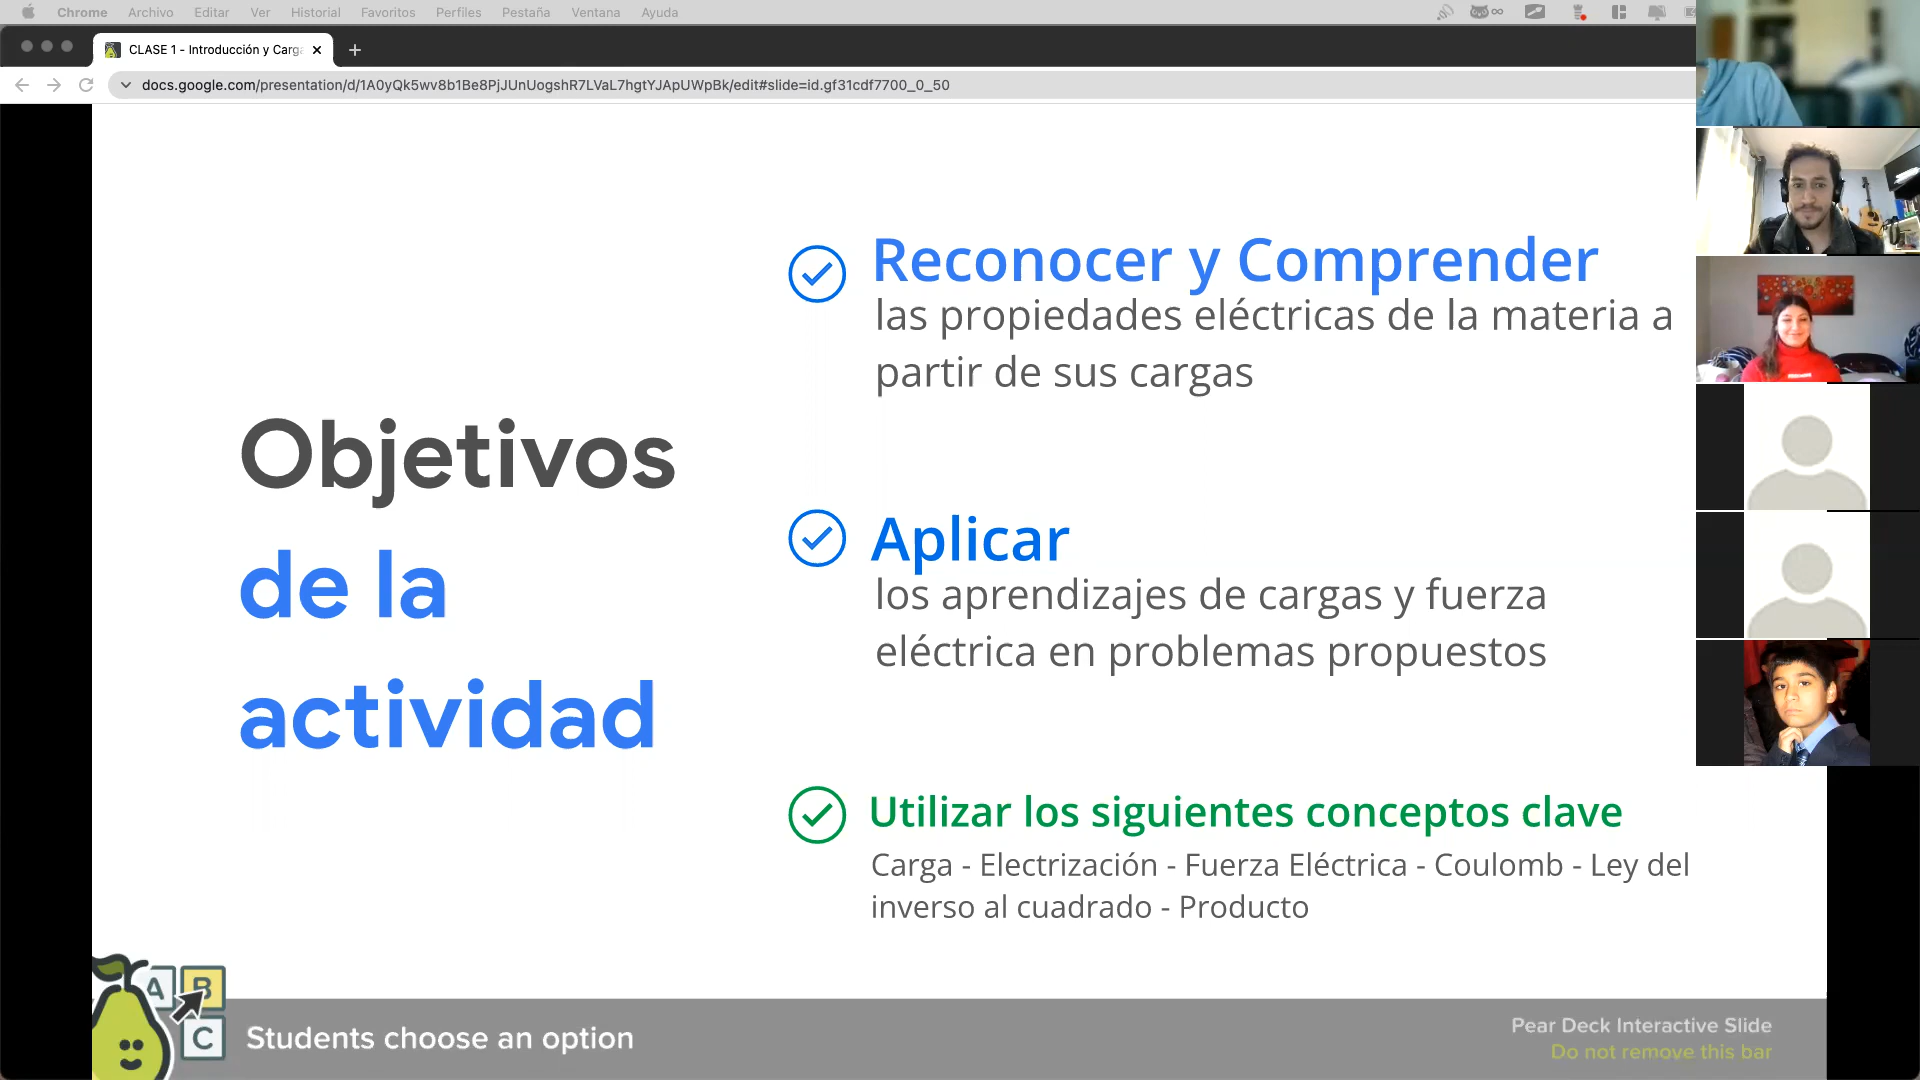 Chrome Archivo Editar Ver Historial Favoritos Perfiles Pestaña Ventana Ayuda
CLASE 1 - Introducción y Carg
docs.google.com/presentation/d/1A0yQk5wv8b1Be8PjJUnUogshR7LVaL7hgtYJApUWpBk/edit#slide=id.gf31cdf7700_0_50
Objetivos
de la
actividad
Reconocer y Comprender
las propiedades eléctricas de la materia a
partir de sus cargas
Aplicar
los aprendizajes de cargas y fuerza
eléctrica en problemas propuestos
Utilizar los siguientes conceptos clave
Carga - Electrización - Fuerza Eléctrica - Coulomb - Ley del
inverso al cuadrado - Producto
A B
C
Students choose an option
Pear Deck Interactive Slide
Do not remove this bar